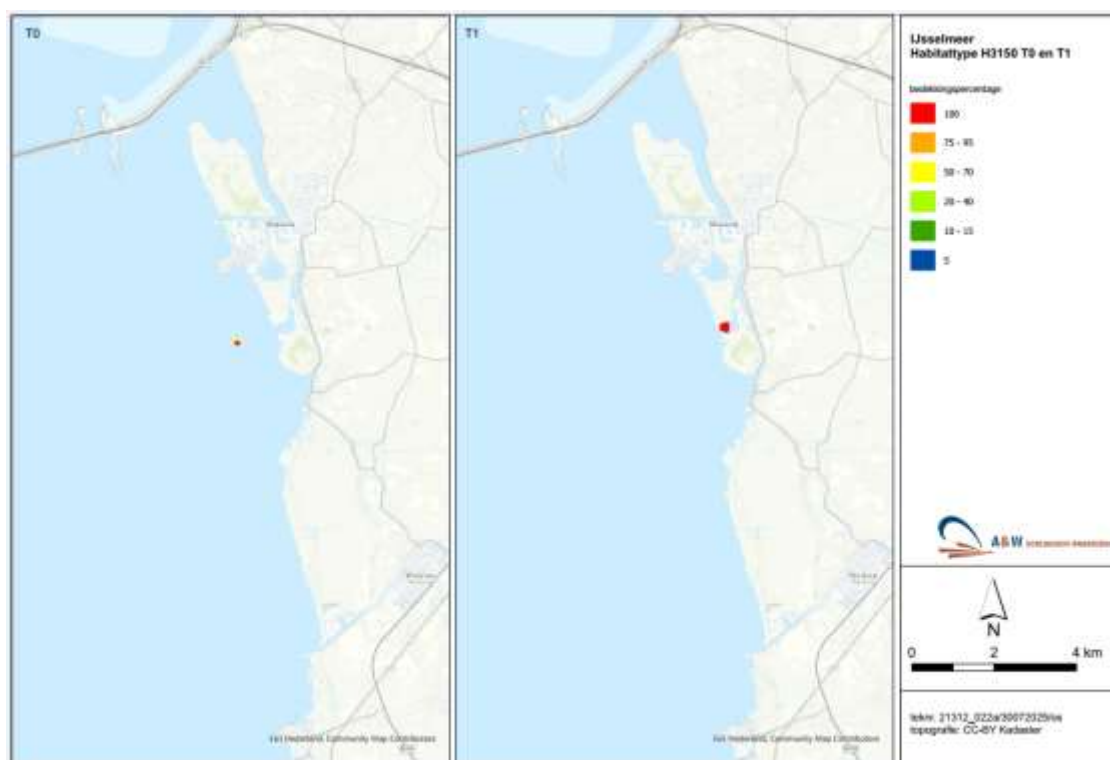 T0
T1
IJsselmeer
Habitattype H3150 T0 en T1
bedekkingspercentage
100
75 - 95
50 - 70
20 - 40
10 - 15
5
A&W
N
0 2 4 km
Esri Nederland, Community Map Contributors
Esri Nederland, Community Map Contributors
topografie: CC-BY Kadaster